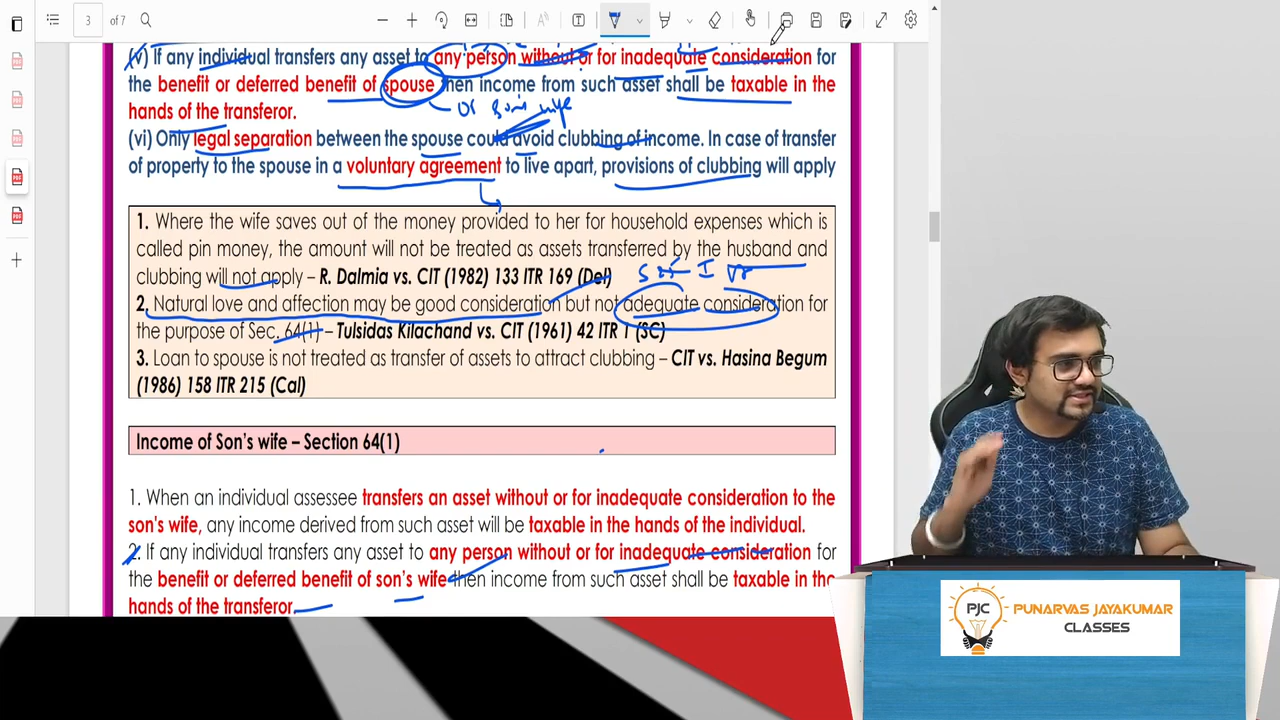 3 of 7
(v) If any individual transfers any asset to any person without or for inadequate consideration for
the benefit or deferred benefit of spouse then income from such asset shall be taxable in the
hands of the transferor.
or son's wife
(vi) Only legal separation between the spouse could avoid clubbing of income. In case of transfer
of property to the spouse in a voluntary agreement to live apart, provisions of clubbing will apply
1. Where the wife saves out of the money provided to her for household expenses which is
called pin money, the amount will not be treated as assets transferred by the husband and
clubbing will not apply – R. Dalmia vs. CIT (1982) 133 ITR 169 (Del)
2. Natural love and affection may be good consideration but not adequate consideration for
the purpose of Sec. 64(1) – Tulsidas Kilachand vs. CIT (1961) 42 ITR 1 (SC)
3. Loan to spouse is not treated as transfer of assets to attract clubbing – CIT vs. Hasina Begum
(1986) 158 ITR 215 (Cal)
Income of Son's wife – Section 64(1)
1. When an individual assessee transfers an asset without or for inadequate consideration to the
son's wife, any income derived from such asset will be taxable in the hands of the individual.
2. If any individual transfers any asset to any person without or for inadequate consideration for
the benefit or deferred benefit of son's wife then income from such asset shall be taxable in the
hands of the transferor
PJC
PUNARVAS JAYAKUMAR
CLASSES